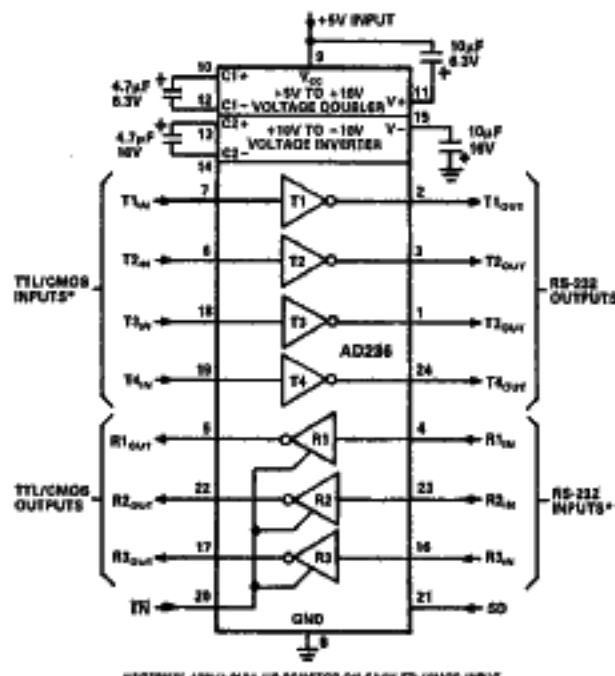 +5V INPUT
10µF
6.3V
9
VCC
10
C1+
4.7µF
6.3V
12
C1−
+5V TO +10V
VOLTAGE DOUBLER
V+
11
4.7µF
16V
C2+
13
C2−
14
+10V TO −10V
VOLTAGE INVERTER
V−
15
10µF
16V
T1IN
7
T1
2
T1OUT
T2IN
6
T2
3
T2OUT
TTL/CMOS
INPUTS*
T3IN
18
T3
1
T3OUT
RS-232
OUTPUTS
AD236
T4IN
19
T4
24
T4OUT
R1OUT
5
R1
4
R1IN
TTL/CMOS
OUTPUTS
R2OUT
22
R2
23
R2IN
RS-232
INPUTS*
R3OUT
17
R3
16
R3IN
EN
20
21
SD
GND
8